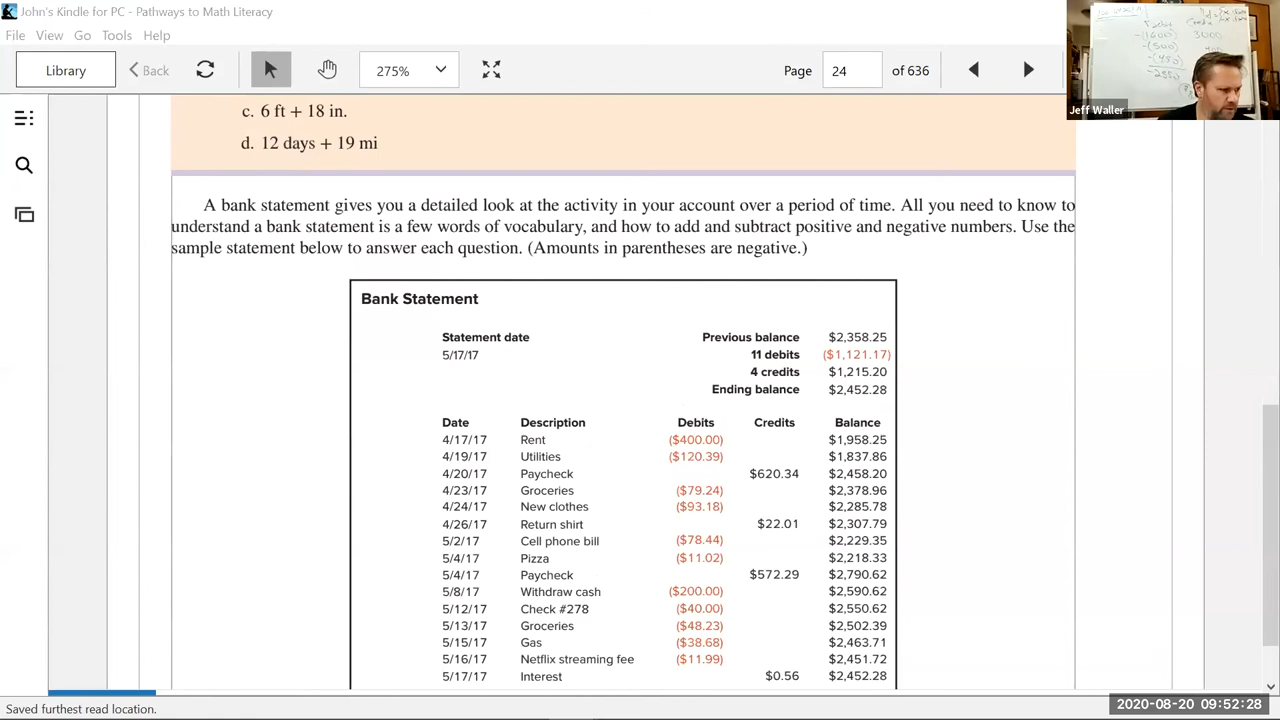 John's Kindle for PC - Pathways to Math Literacy
File View Go Tools Help
Library Back 275% Page 24 636
c. 6 ft + 18 in.
d. 12 days + 19 mi
A bank statement gives you a detailed look at the activity in your account over a period of time. All you need to know to
understand a bank statement is a few words of vocabulary, and how to add and subtract positive and negative numbers. Use the
sample statement below to answer each question. (Amounts in parentheses are negative.)
Bank Statement
Statement date Previous balance $2,358.25
5/17/17 11 debits ($1,121.17)
4 credits $1,215.20
Ending balance $2,452.28
Date Description Debits Credits Balance
4/17/17 Rent ($400.00) $1,958.25
4/19/17 Utilities ($120.39) $1,837.86
4/20/17 Paycheck $620.34 $2,458.20
4/23/17 Groceries ($79.24) $2,378.96
4/24/17 New clothes ($93.18) $2,285.78
4/26/17 Return shirt $22.01 $2,307.79
5/2/17 Cell phone bill ($78.44) $2,229.35
5/4/17 Pizza ($11.02) $2,218.33
5/4/17 Paycheck $572.29 $2,790.62
5/8/17 Withdraw cash ($200.00) $2,590.62
5/12/17 Check #278 ($40.00) $2,550.62
5/13/17 Groceries ($48.23) $2,502.39
5/15/17 Gas ($38.68) $2,463.71
5/16/17 Netflix streaming fee ($11.99) $2,451.72
5/17/17 Interest $0.56 $2,452.28
Saved furthest read location.
Jeff Waller
2020-08-20 09:52:28